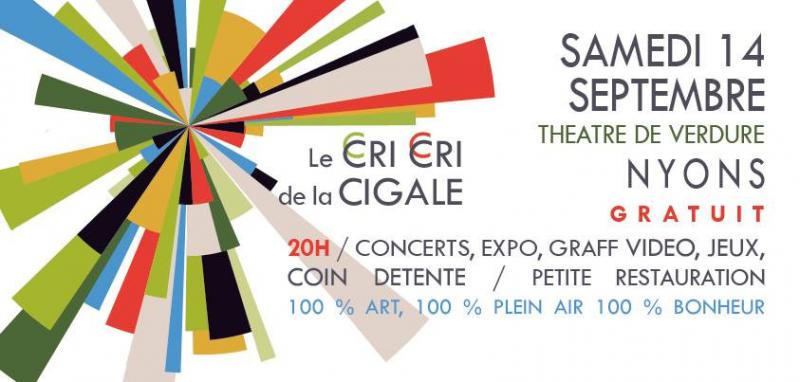 SAMEDI 14
SEPTEMBRE
THEATRE DE VERDURE
NYONS
GRATUIT
Le CRI CRI
de la CIGALE
20H / CONCERTS, EXPO, GRAFF VIDEO, JEUX,
COIN DETENTE / PETITE RESTAURATION
100 % ART, 100 % PLEIN AIR 100 % BONHEUR